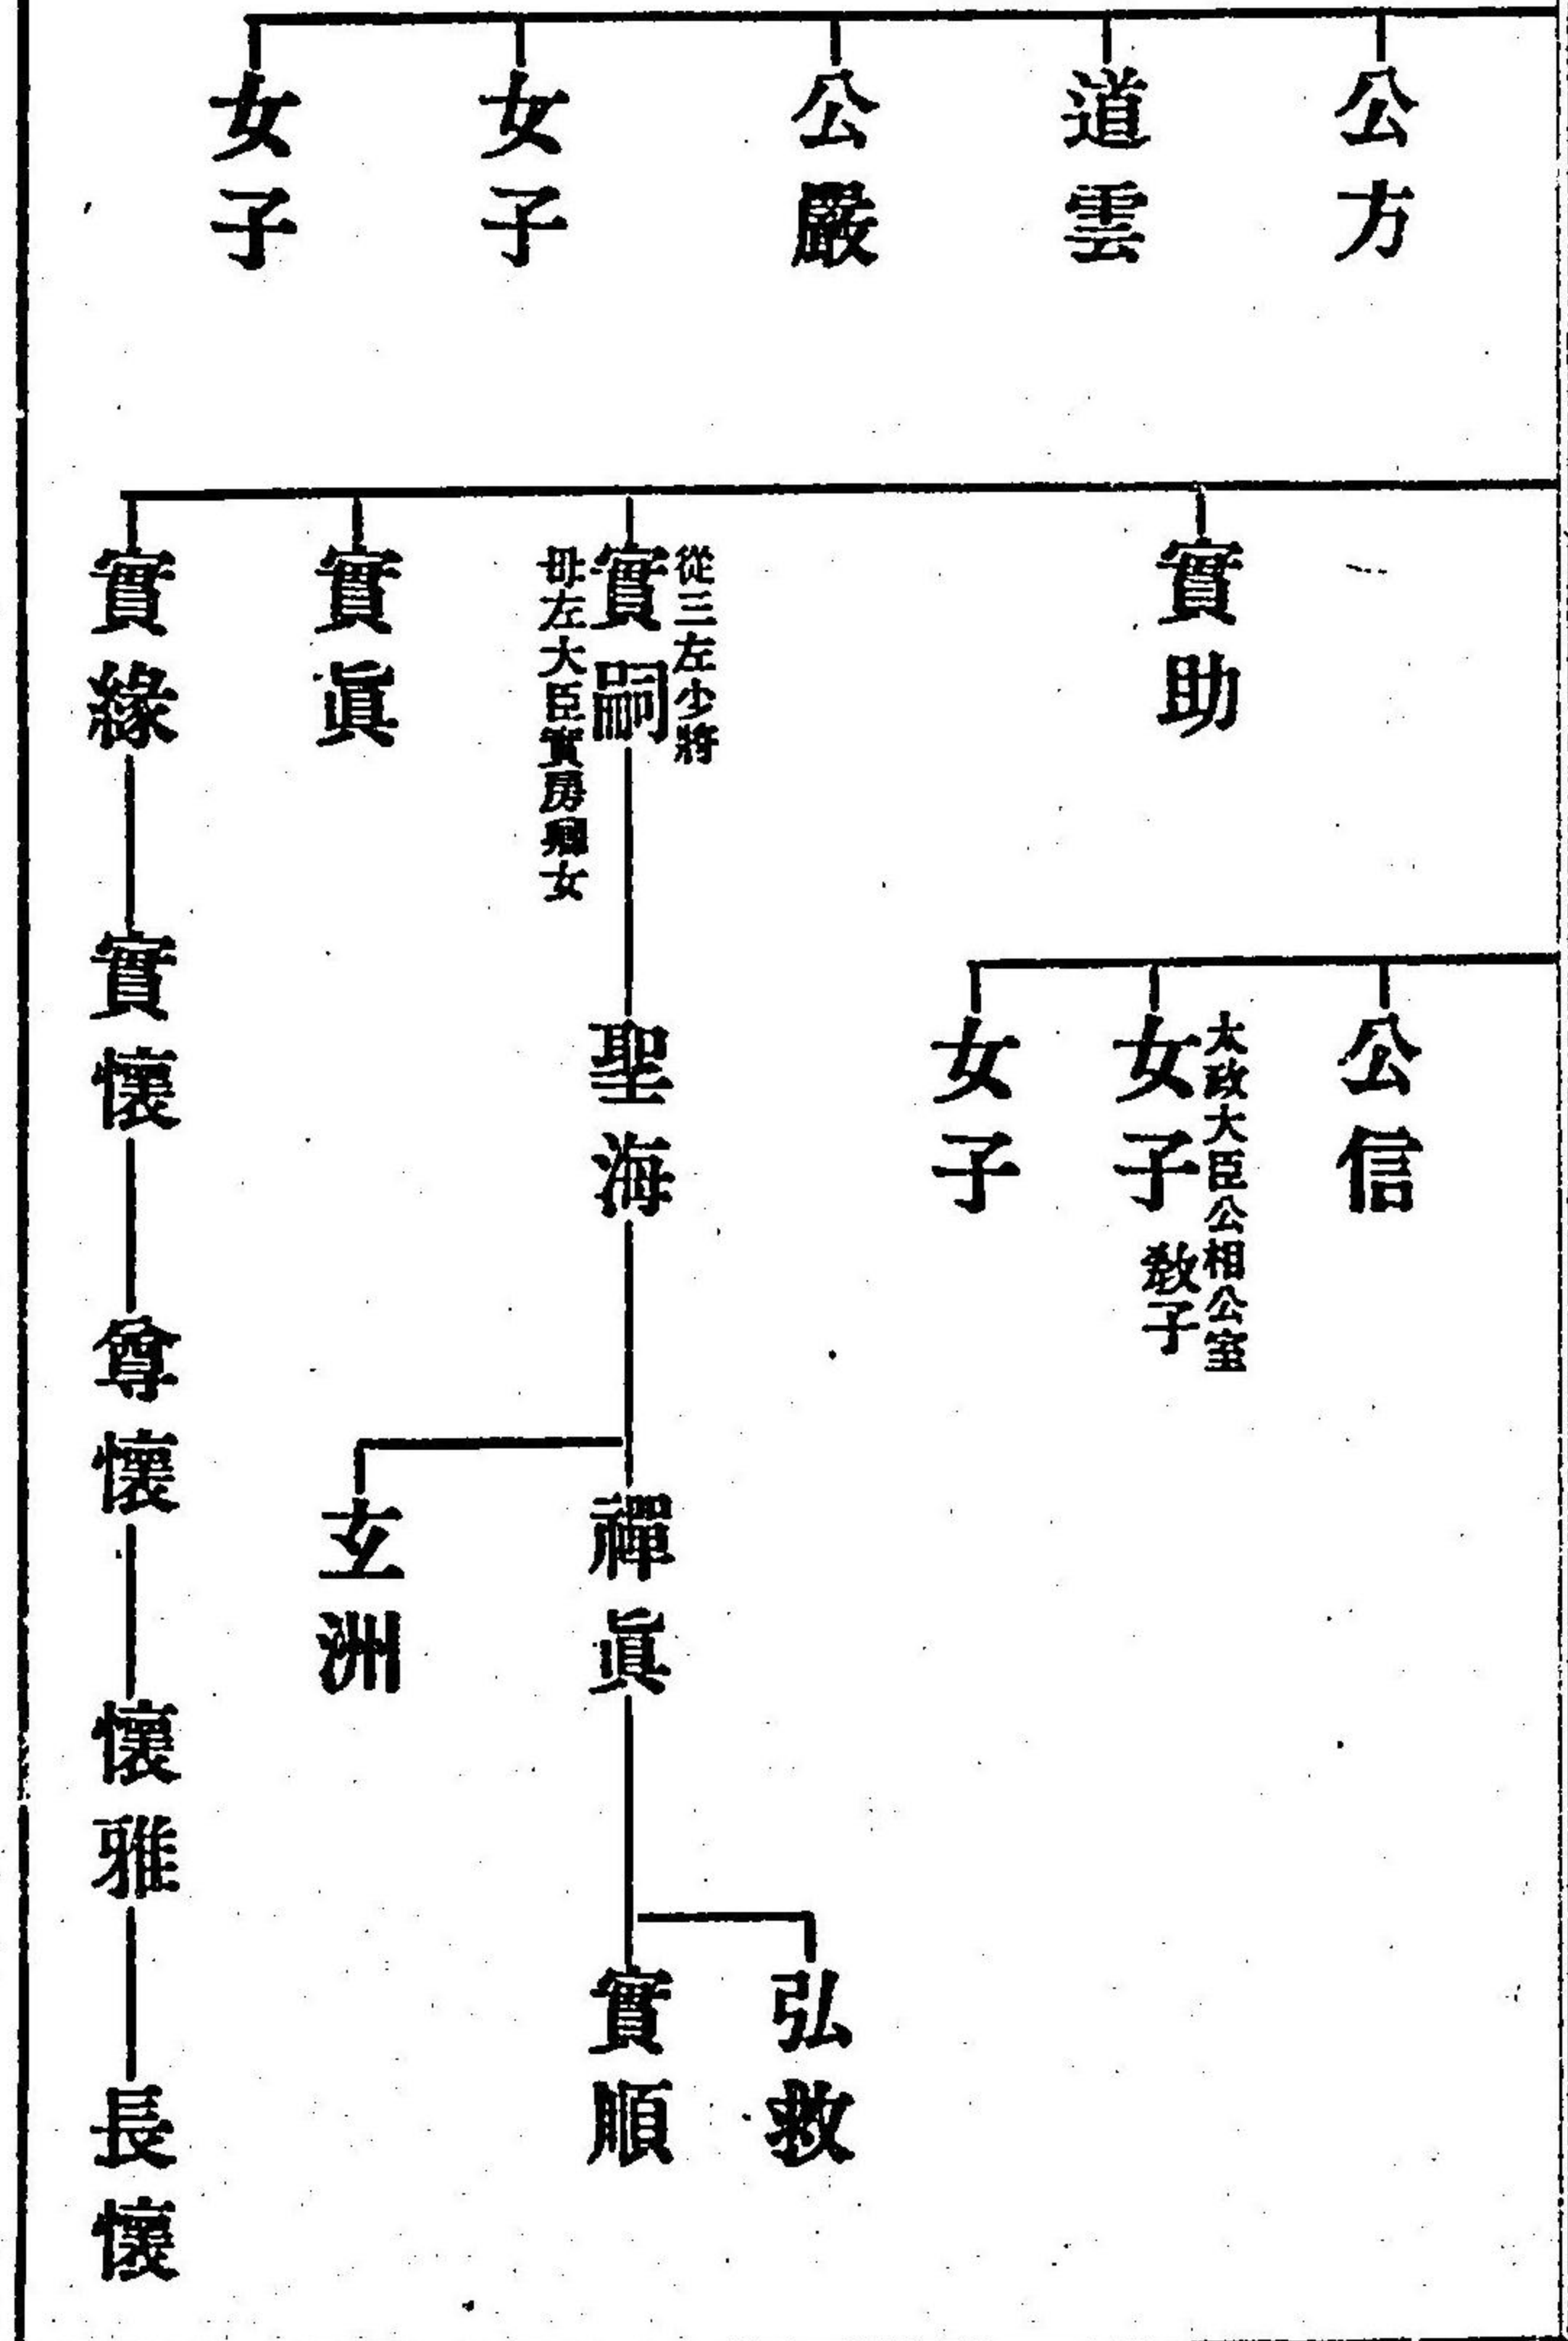 公方
道雲
公嚴
女子
女子
實助
從三左少將
實嗣
母左大臣實房卿女
實眞
實緣
公信
太政大臣公相公室
女子 敎子
女子
聖海
實懷
禪眞
玄洲
尊懷
弘救
實順
懷雅
長懷